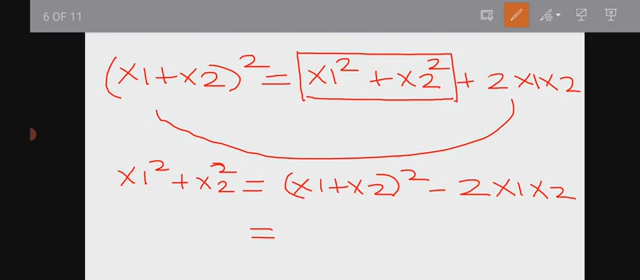 6 OF 11
(x1+x2)² = x1² + x2² + 2x1x2
x1² + x2² = (x1+x2)² - 2x1x2
=